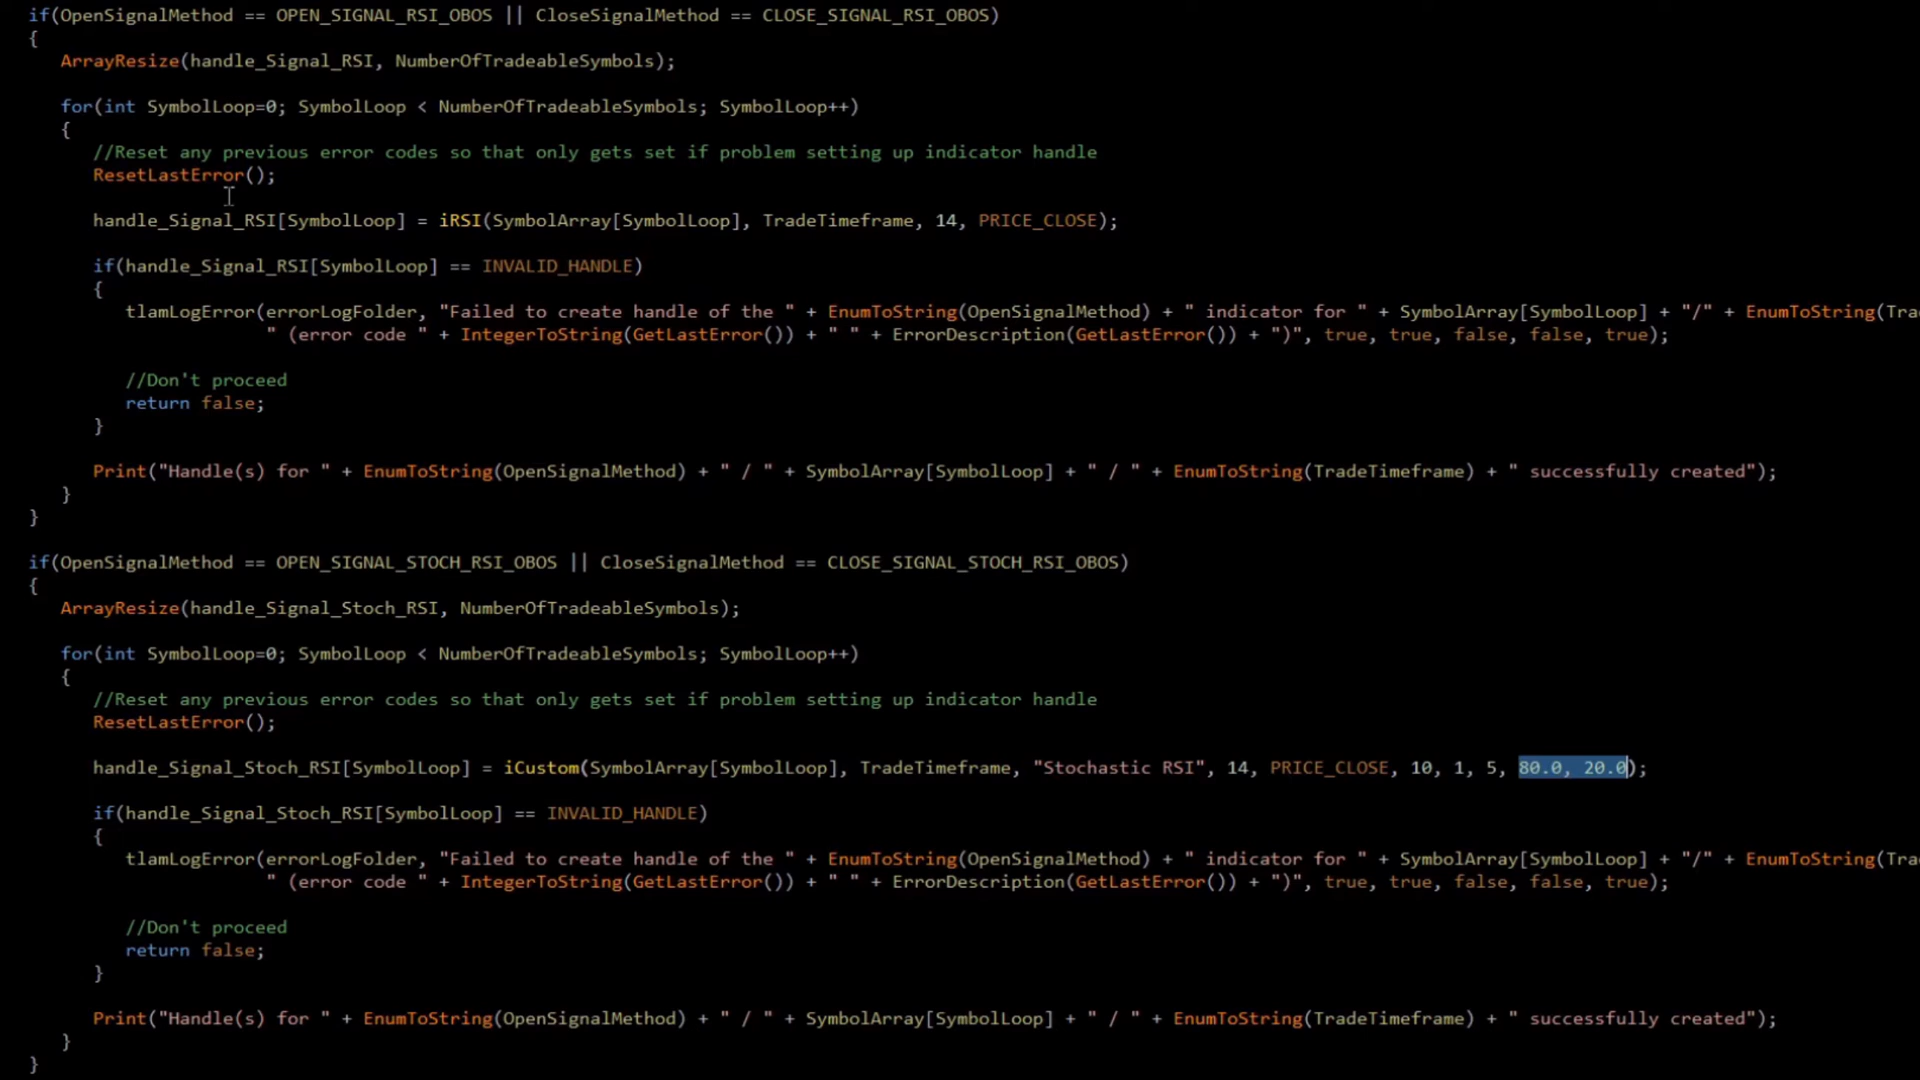 if(OpenSignalMethod == OPEN_SIGNAL_RSI_OBOS || CloseSignalMethod == CLOSE_SIGNAL_RSI_OBOS)
{
ArrayResize(handle_Signal_RSI, NumberOfTradeableSymbols);
for(int SymbolLoop=0; SymbolLoop < NumberOfTradeableSymbols; SymbolLoop++)
{
//Reset any previous error codes so that only gets set if problem setting up indicator handle
ResetLastError();
handle_Signal_RSI[SymbolLoop] = iRSI(SymbolArray[SymbolLoop], TradeTimeframe, 14, PRICE_CLOSE);
if(handle_Signal_RSI[SymbolLoop] == INVALID_HANDLE)
{
tlamLogError(errorLogFolder, "Failed to create handle of the " + EnumToString(OpenSignalMethod) + " indicator for " + SymbolArray[SymbolLoop] + "/" + EnumToString(Tra
" (error code " + IntegerToString(GetLastError()) + " " + ErrorDescription(GetLastError()) + ")", true, true, false, false, true);
//Don't proceed
return false;
}
Print("Handle(s) for " + EnumToString(OpenSignalMethod) + " / " + SymbolArray[SymbolLoop] + " / " + EnumToString(TradeTimeframe) + " successfully created");
}
}
if(OpenSignalMethod == OPEN_SIGNAL_STOCH_RSI_OBOS || CloseSignalMethod == CLOSE_SIGNAL_STOCH_RSI_OBOS)
{
ArrayResize(handle_Signal_Stoch_RSI, NumberOfTradeableSymbols);
for(int SymbolLoop=0; SymbolLoop < NumberOfTradeableSymbols; SymbolLoop++)
{
//Reset any previous error codes so that only gets set if problem setting up indicator handle
ResetLastError();
handle_Signal_Stoch_RSI[SymbolLoop] = iCustom(SymbolArray[SymbolLoop], TradeTimeframe, "Stochastic RSI", 14, PRICE_CLOSE, 10, 1, 5, 80.0, 20.0);
if(handle_Signal_Stoch_RSI[SymbolLoop] == INVALID_HANDLE)
{
tlamLogError(errorLogFolder, "Failed to create handle of the " + EnumToString(OpenSignalMethod) + " indicator for " + SymbolArray[SymbolLoop] + "/" + EnumToString(Tra
" (error code " + IntegerToString(GetLastError()) + " " + ErrorDescription(GetLastError()) + ")", true, true, false, false, true);
//Don't proceed
return false;
}
Print("Handle(s) for " + EnumToString(OpenSignalMethod) + " / " + SymbolArray[SymbolLoop] + " / " + EnumToString(TradeTimeframe) + " successfully created");
}
}